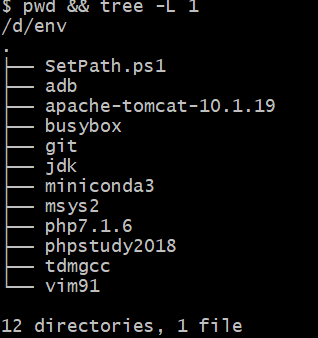 $ pwd && tree -L 1
/d/env
.
├── SetPath.ps1
├── adb
├── apache-tomcat-10.1.19
├── busybox
├── git
├── jdk
├── miniconda3
├── msys2
├── php7.1.6
├── phpstudy2018
├── tdmgcc
└── vim91

12 directories, 1 file